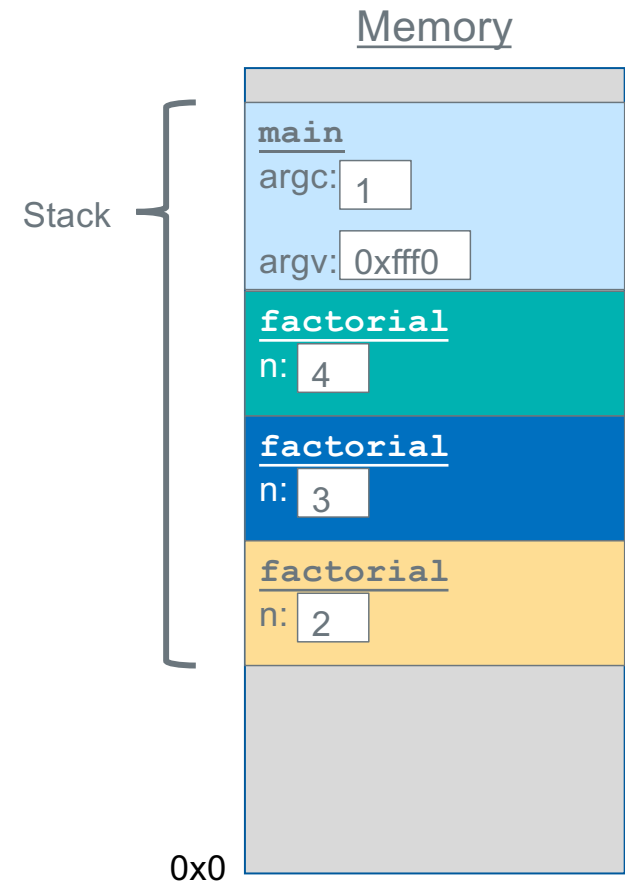 Memory
Stack
main
argc: 1
argv: 0xfff0
factorial
n: 4
factorial
n: 3
factorial
n: 2
0x0